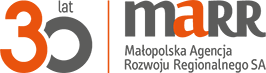 30 lat
maRR
Małopolska Agencja
Rozwoju Regionalnego SA